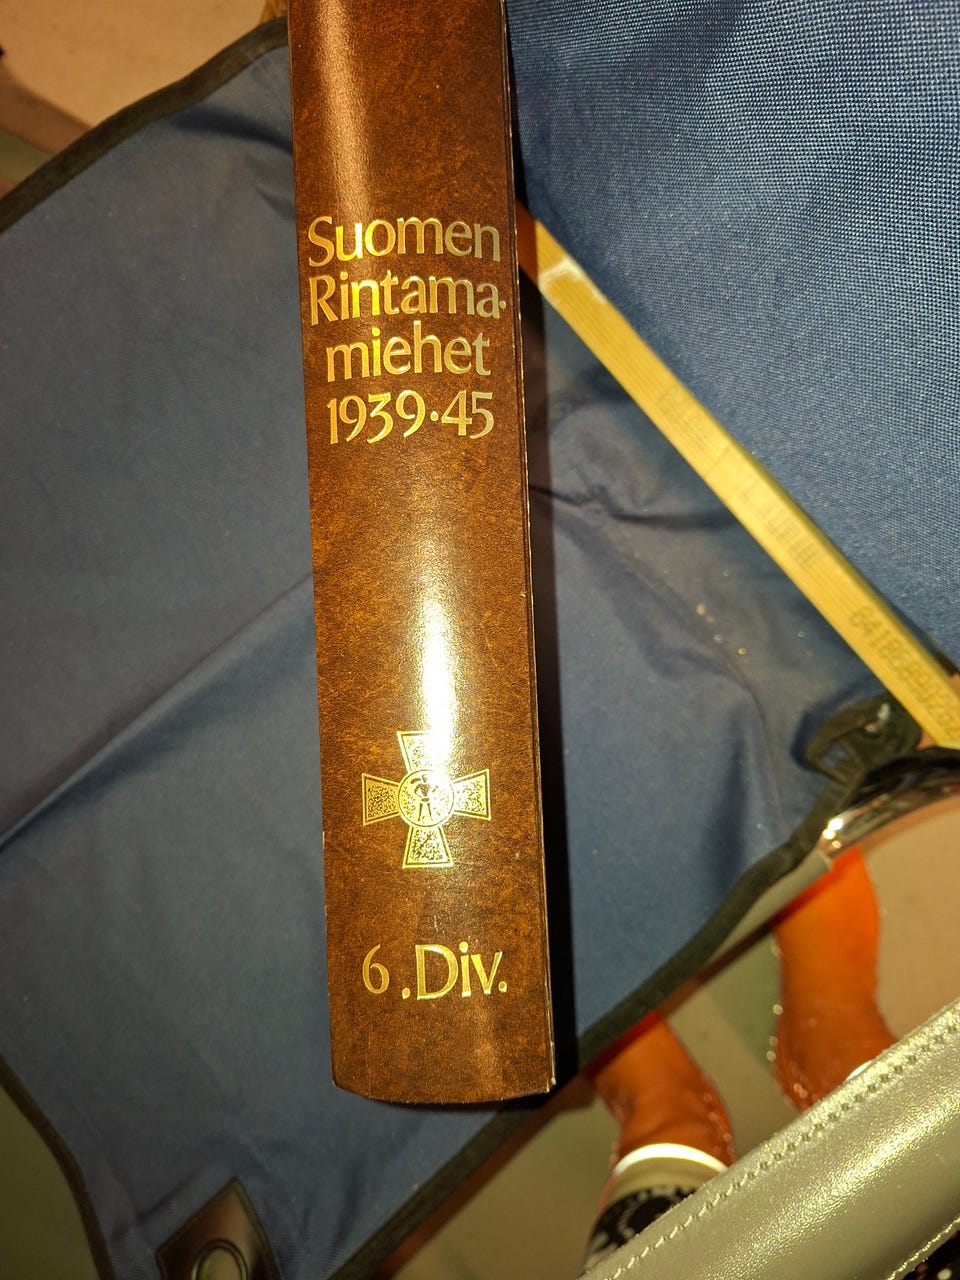 Suomen
Rintama-
miehet
1939-45
6.Div.